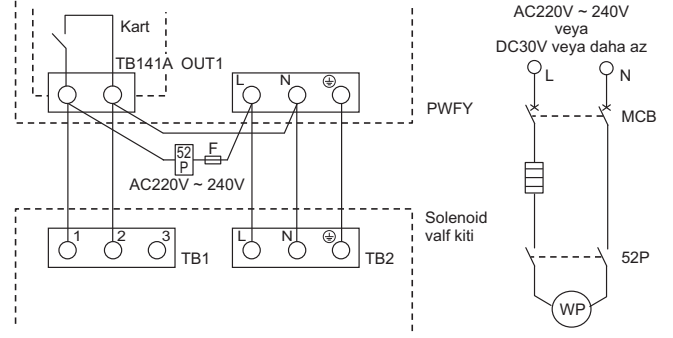 Kart
TB141A OUT1
L N
PWFY
52
P
F
AC220V ~ 240V
Solenoid
valf kiti
1 2 3
TB1
L N
TB2
AC220V ~ 240V
veya
DC30V veya daha az
L N
MCB
52P
WP